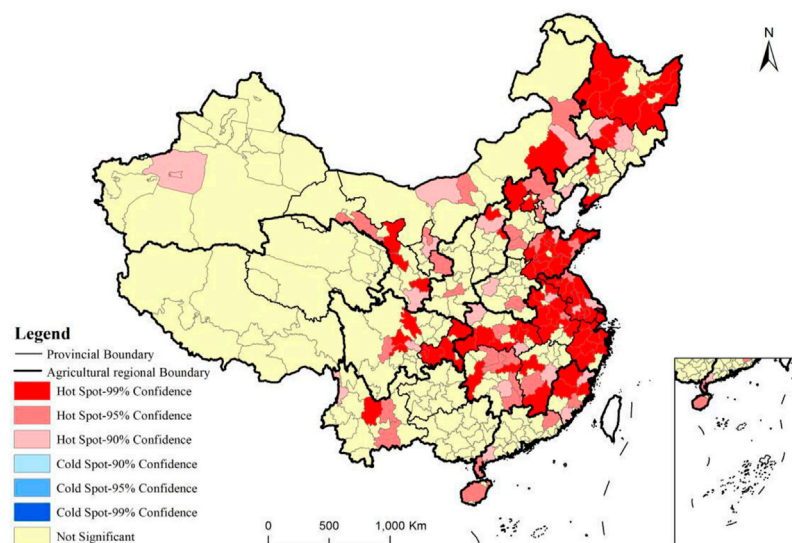 N
Legend
Provincial Boundary
Agricultural regional Boundary
Hot Spot-99% Confidence
Hot Spot-95% Confidence
Hot Spot-90% Confidence
Cold Spot-90% Confidence
Cold Spot-95% Confidence
Cold Spot-99% Confidence
Not Significant
0 500 1,000 Km